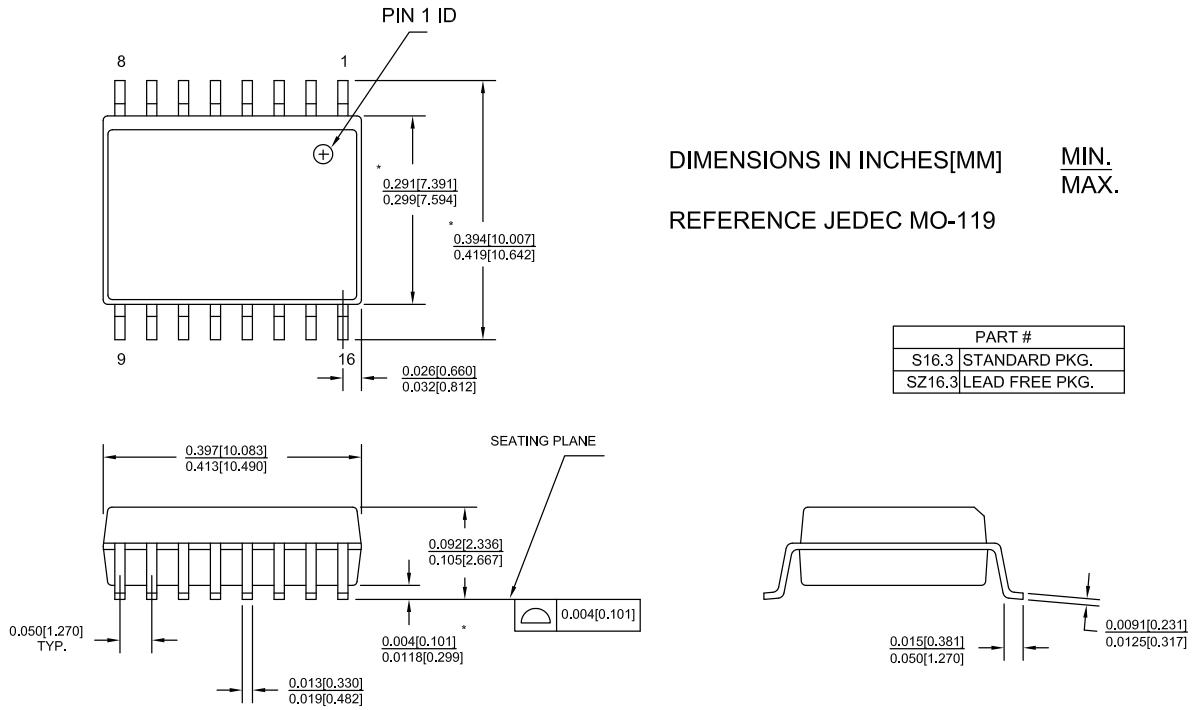 PIN 1 ID
8
1
*
0.291[7.391]
0.299[7.594]
*
0.394[10.007]
0.419[10.642]
DIMENSIONS IN INCHES[MM]
MIN.
MAX.
REFERENCE JEDEC MO-119
9
16
0.026[0.660]
0.032[0.812]
PART #
S16.3 STANDARD PKG.
SZ16.3 LEAD FREE PKG.
0.397[10.083]
0.413[10.490]
SEATING PLANE
0.092[2.336]
0.105[2.667]
0.004[0.101]
0.050[1.270]
TYP.
*
0.004[0.101]
0.0118[0.299]
0.013[0.330]
0.019[0.482]
0.015[0.381]
0.050[1.270]
0.0091[0.231]
0.0125[0.317]